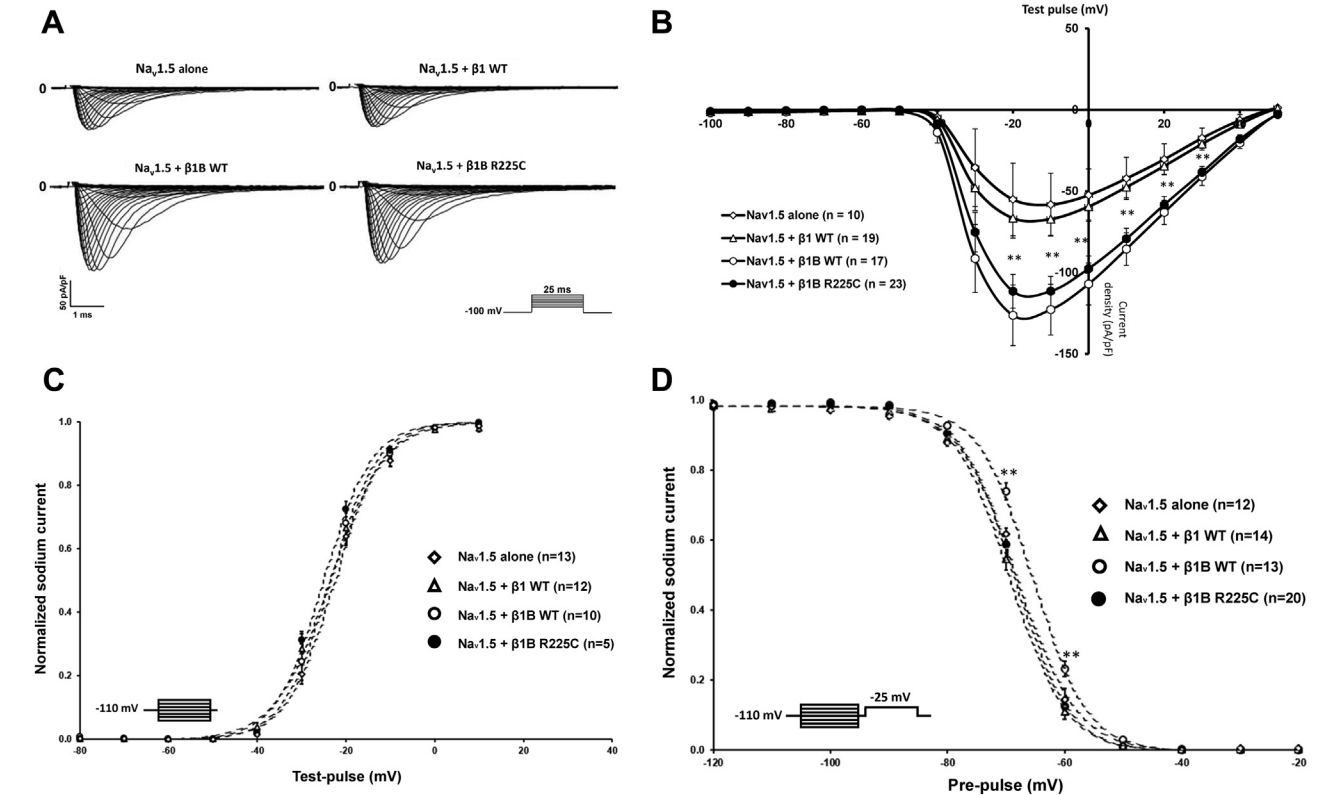 A
Nav1.5 alone
Nav1.5 + β1 WT
0
0
Nav1.5 + β1B WT
Nav1.5 + β1B R225C
0
0
50 pA/pF
1 ms
25 ms
-100 mV
B
Test pulse (mV)
50
0
-100
-80
-60
-20
0
20
-50
-100
-150
**
**
**
**
**
**
Nav1.5 alone (n = 10)
Nav1.5 + β1 WT (n = 19)
Nav1.5 + β1B WT (n = 17)
Nav1.5 + β1B R225C (n = 23)
Current
density (pA/pF)
C
Normalized sodium current
1.0
0.8
0.6
0.4
0.2
0.0
-80
-60
-40
-20
0
20
40
Test-pulse (mV)
-110 mV
Nav1.5 alone (n=13)
Nav1.5 + β1 WT (n=12)
Nav1.5 + β1B WT (n=10)
Nav1.5 + β1B R225C (n=5)
D
Normalized sodium current
1.0
0.8
0.6
0.4
0.2
0.0
-120
-100
-80
-60
-40
-20
Pre-pulse (mV)
**
**
-110 mV
-25 mV
Nav1.5 alone (n=12)
Nav1.5 + β1 WT (n=14)
Nav1.5 + β1B WT (n=13)
Nav1.5 + β1B R225C (n=20)